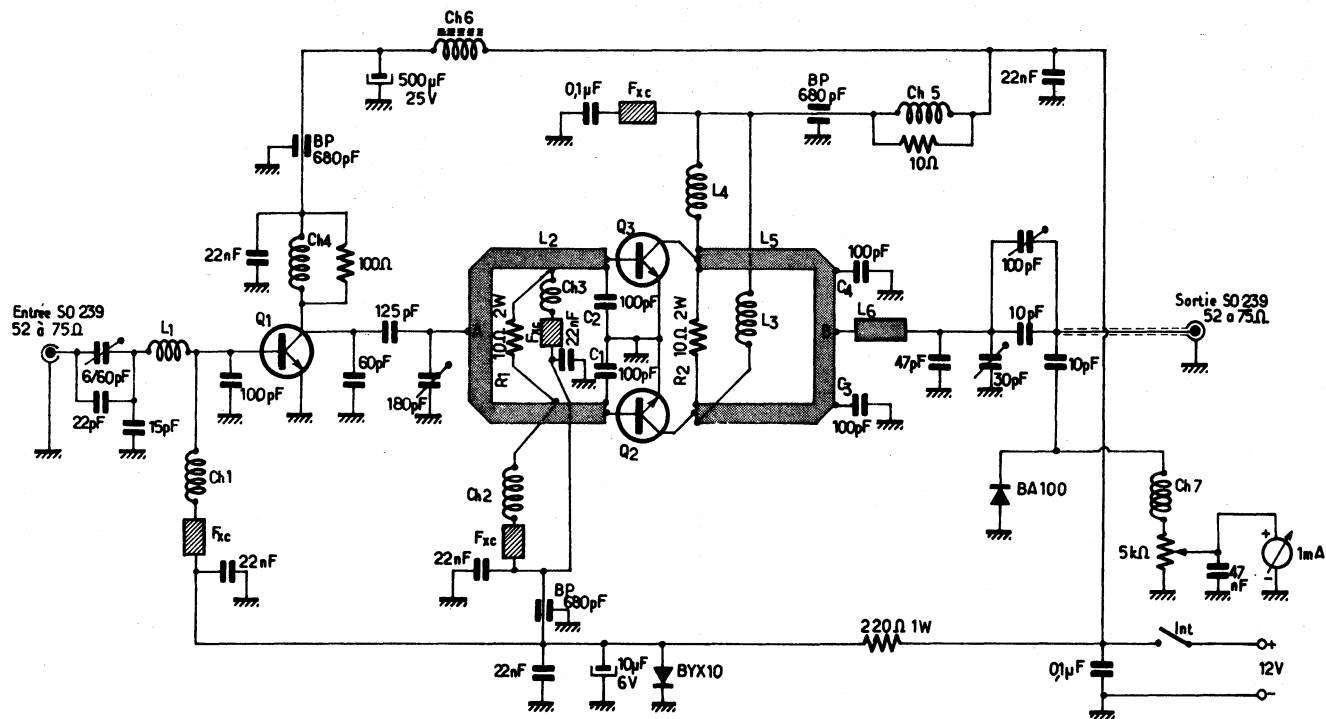 Ch6
500µF
25V
0,1µF
Fxc
BP
680pF
Ch 5
10Ω
22nF
BP
680pF
L4
Q3
L2
L5
22nF
Ch4
100Ω
100pF
C4
100pF
Entrée SO 239
52 à 75Ω
L1
Q1
125pF
A
R1
10Ω 2W
Ch3
Fxc
22nF
100pF
C2
C1
100pF
10Ω 2W
R2
L3
B
L6
10pF
Sortie SO 239
52 a 75Ω
6/60pF
22pF
15pF
100pF
60pF
180pF
C3
100pF
47pF
30pF
10pF
Q2
Ch1
Ch2
BA100
Ch7
Fxc
Fxc
22nF
22nF
5kΩ
47
nF
+
-
1mA
BP
680pF
220Ω 1W
Int
22nF
10µF
6V
BYX10
0,1µF
+
12V
-